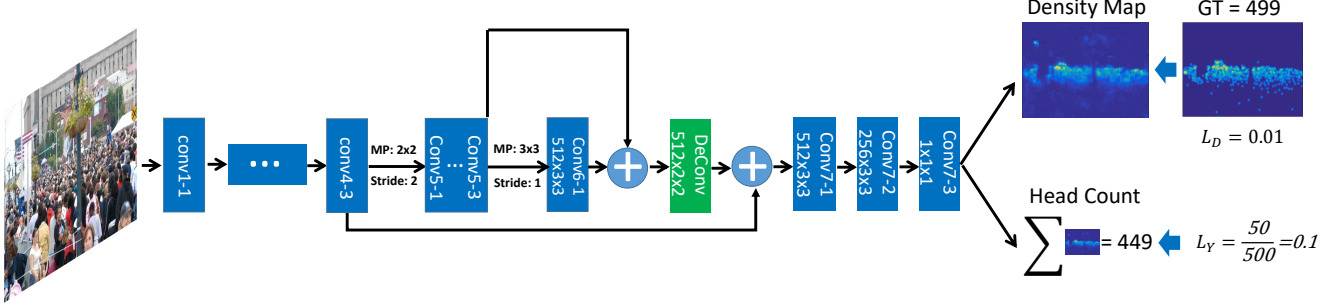 Density Map
GT = 499
conv1-1
...
conv4-3
MP: 2x2
Stride: 2
Conv5-1
...
Conv5-3
MP: 3x3
Stride: 1
Conv6-1
512x3x3
+
DeConv
512x2x2
+
Conv7-1
512x3x3
Conv7-2
256x3x3
Conv7-3
1x1x1
L_D = 0.01
Head Count
∑ = 449
L_Y = 50/500 =0.1